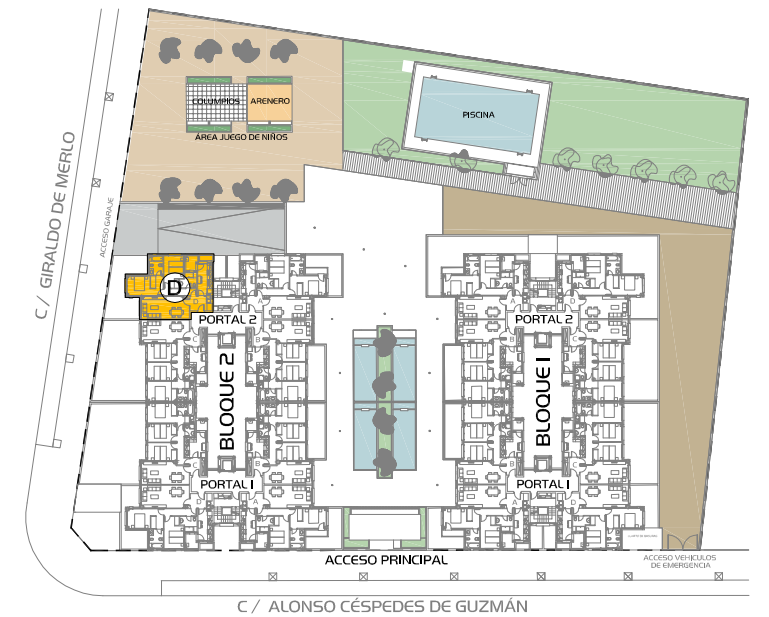 COLUMPIOS
ARENERO
ÁREA JUEGO DE NIÑOS
PISCINA
C / GIRALDO DE MERLO
ACCESO GARAJE
D
D
A
PORTAL 2
C
B
BLOQUE 2
B
C
PORTAL 1
D
A
A
D
PORTAL 2
B
C
BLOQUE 1
B
C
PORTAL 1
D
A
ACCESO PRINCIPAL
ACCESO VEHICULOS
DE EMERGENCIA
C / ALONSO CÉSPEDES DE GUZMÁN